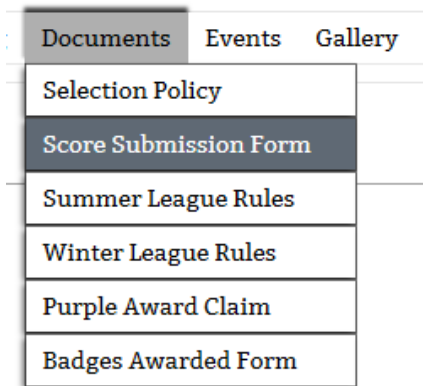 Documents Events Gallery
Selection Policy
Score Submission Form
Summer League Rules
Winter League Rules
Purple Award Claim
Badges Awarded Form